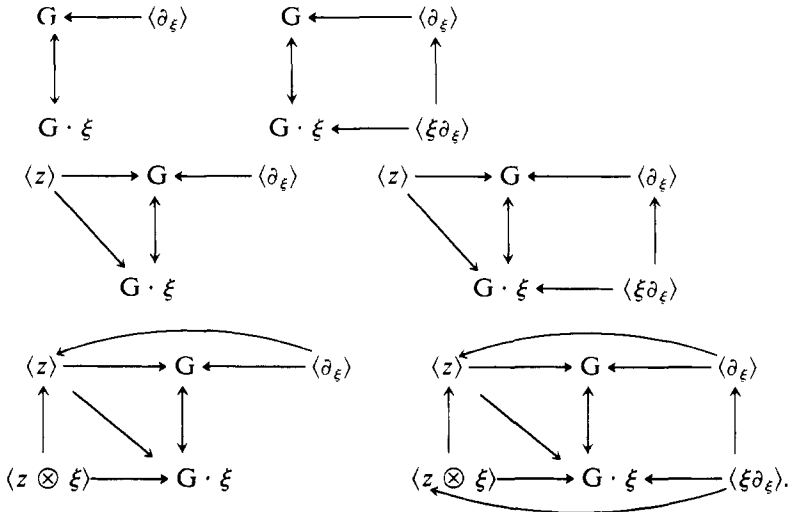 G ⟨∂_ξ⟩ G ⟨∂_ξ⟩
G · ξ G · ξ ⟨ξ∂_ξ⟩
⟨z⟩ G ⟨∂_ξ⟩ ⟨z⟩ G ⟨∂_ξ⟩
G · ξ G · ξ ⟨ξ∂_ξ⟩
⟨z⟩ G ⟨∂_ξ⟩ ⟨z⟩ G ⟨∂_ξ⟩
⟨z ⊗ ξ⟩ G · ξ ⟨z ⊗ ξ⟩ G · ξ ⟨ξ∂_ξ⟩.